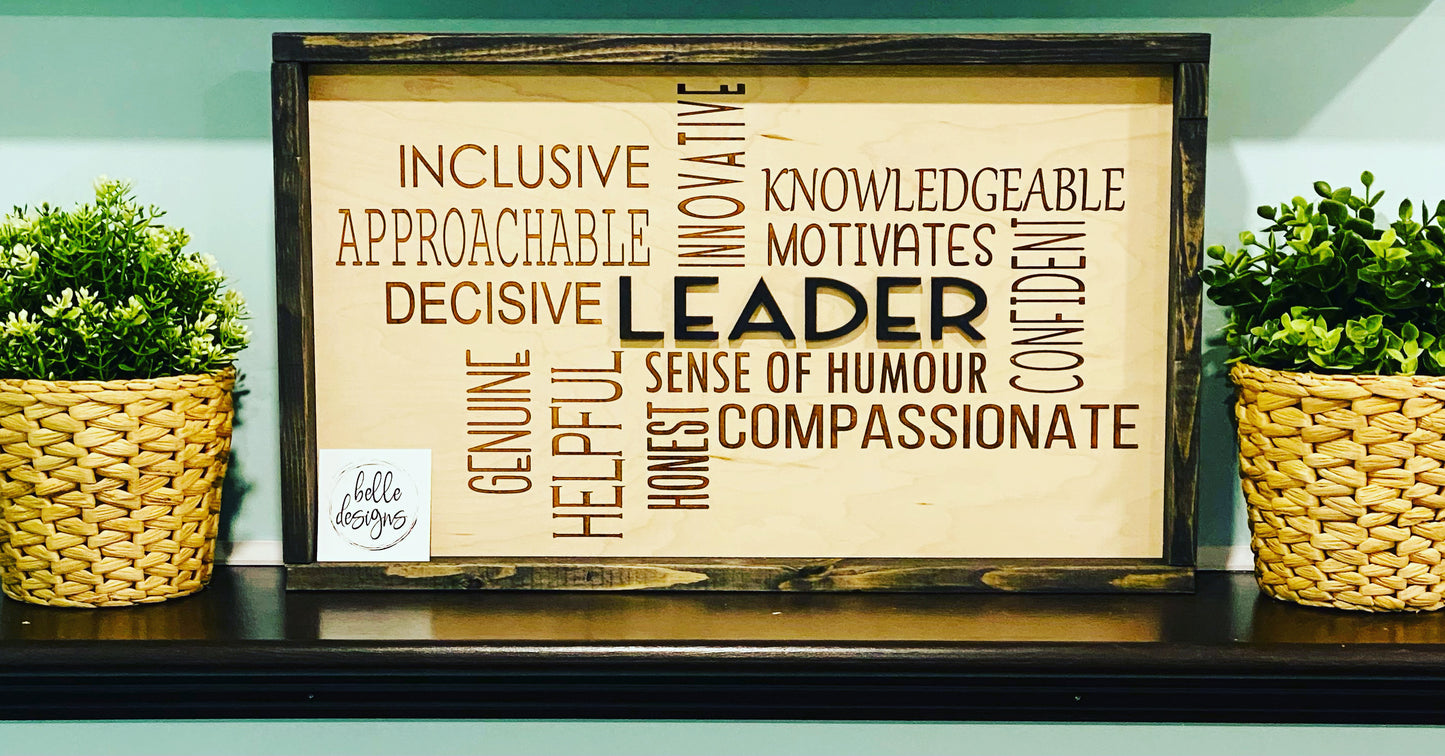 INNOVATIVE
INCLUSIVE
KNOWLEDGEABLE
APPROACHABLE
MOTIVATES
CONFIDENT
DECISIVE
LEADER
GENUINE
HELPFUL
SENSE OF HUMOUR
HONEST
COMPASSIONATE
belle
designs